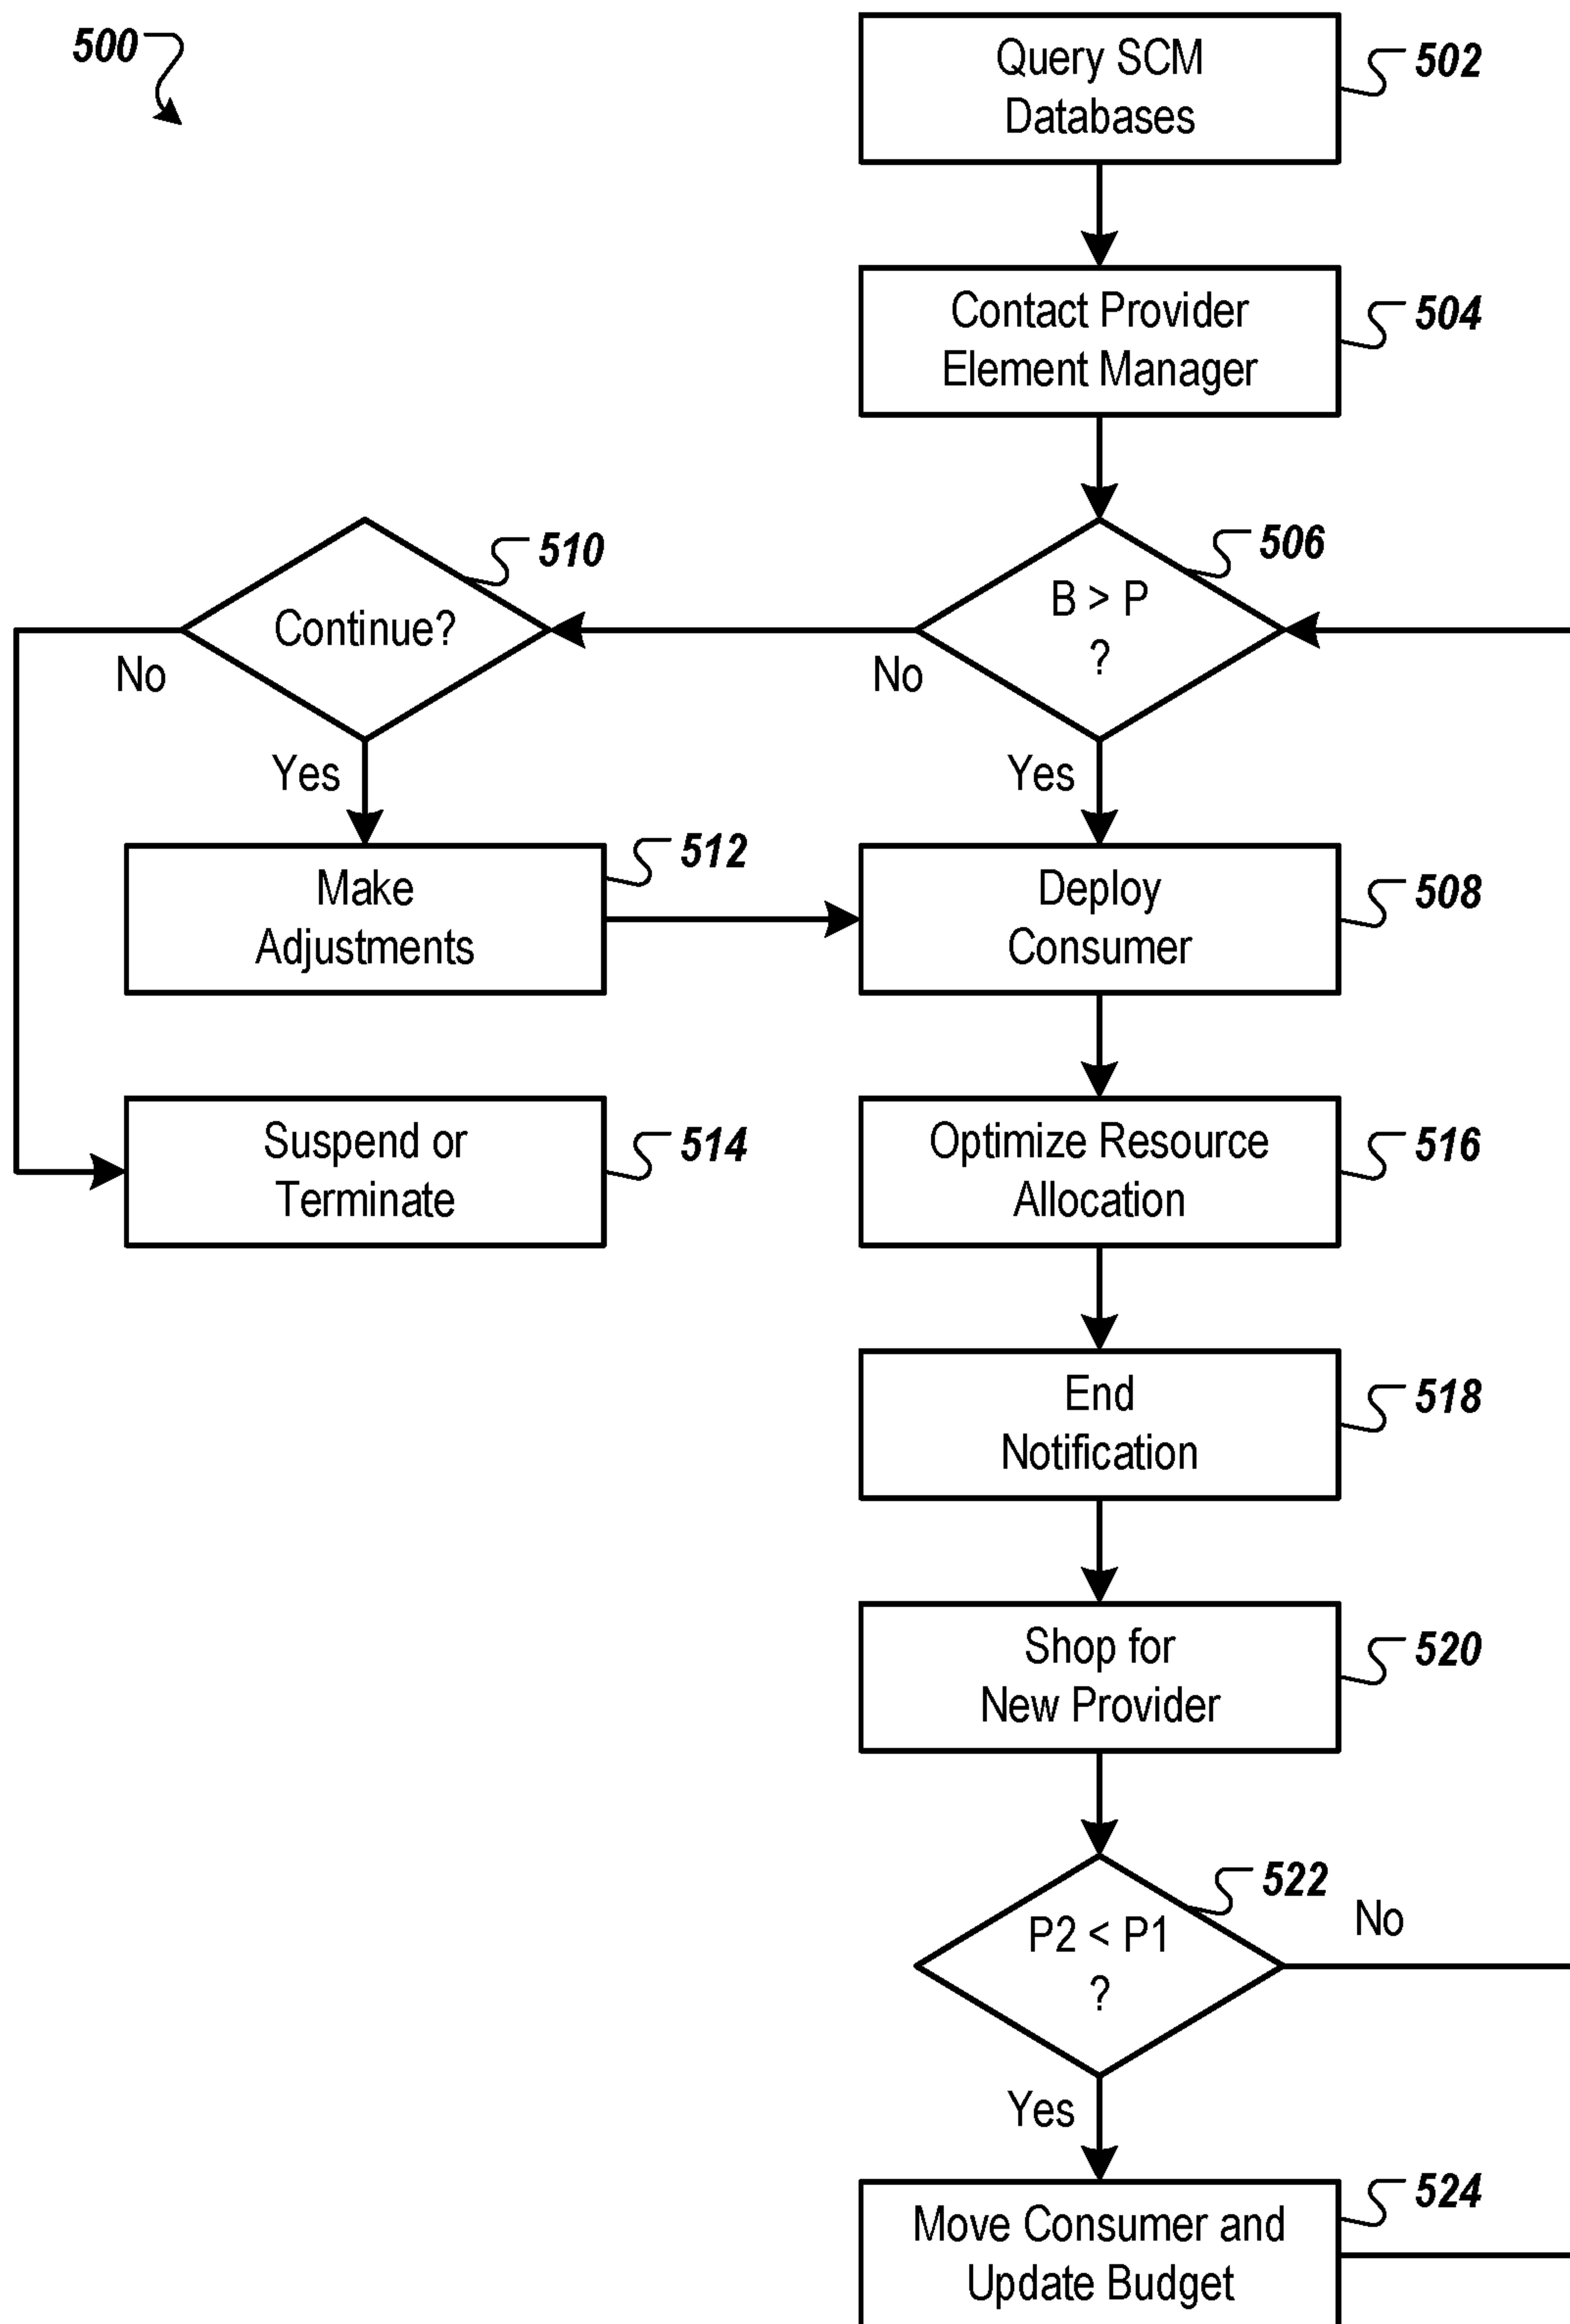 500
Query SCM
Databases
502
Contact Provider
Element Manager
504
510
Continue?
No
Yes
506
B > P
?
No
Yes
Make
Adjustments
512
Deploy
Consumer
508
Suspend or
Terminate
514
Optimize Resource
Allocation
516
End
Notification
518
Shop for
New Provider
520
522
P2 < P1
?
No
Yes
Move Consumer and
Update Budget
524